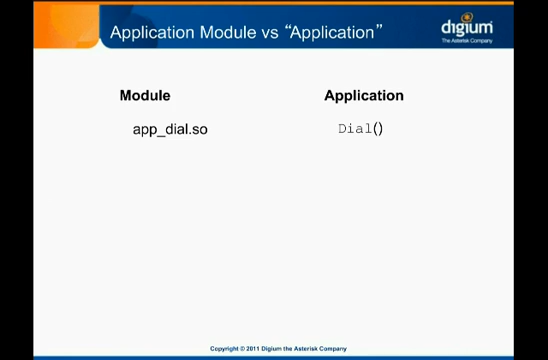 Application Module vs “Application”
digium
The Asterisk Company
Module
Application
app_dial.so
Dial()
Copyright © 2011 Digium the Asterisk Company